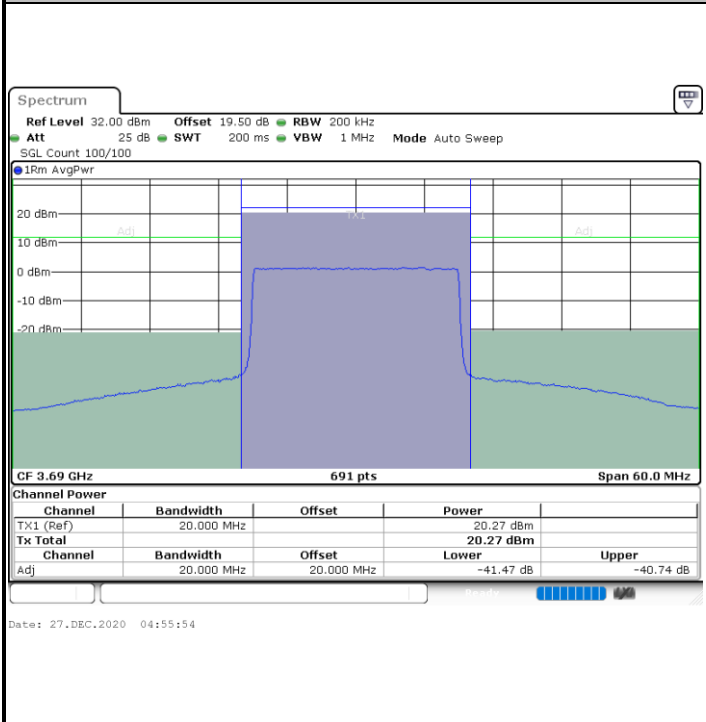 Spectrum
Ref Level 32.00 dBm Offset 19.50 dB RBW 200 kHz
Att 25 dB SWT 200 ms VBW 1 MHz Mode Auto Sweep
SGL Count 100/100
1Rm AvgPwr
TX1
20 dBm
Adj Adj
10 dBm
0 dBm
-10 dBm
-20 dBm
CF 3.69 GHz 691 pts Span 60.0 MHz
Channel Power
Channel Bandwidth Offset Power
TX1 (Ref) 20.000 MHz 20.27 dBm
Tx Total 20.27 dBm
Channel Bandwidth Offset Lower Upper
Adj 20.000 MHz 20.000 MHz -41.47 dB -40.74 dB
Ready
Date: 27.DEC.2020 04:55:54